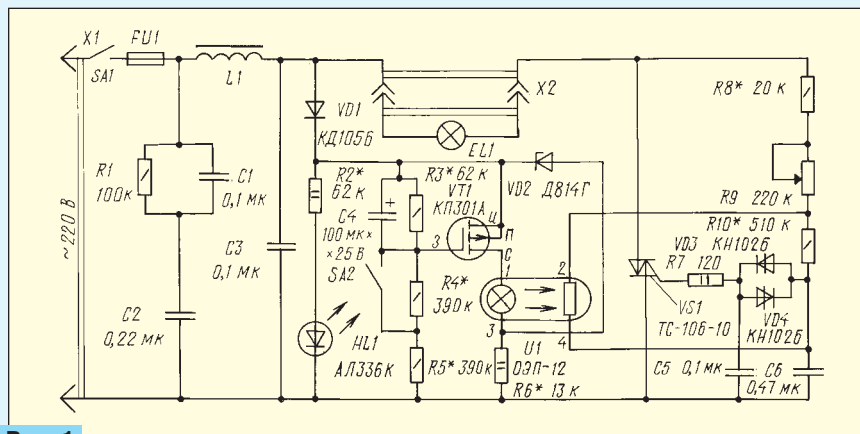 X1
SA1
FU1
L1
X2
EL1
R8* 20 к
R1
100к
C1
0,1 мк
VD1
КД105Б
R2*
62 к
C4
100 мк×
×25 В
SA2
R3* 62 к
VT1
КП301А
VD2 Д814Г
и
п
с
з
R9 220 к
R10* 510 к
VD3 КН102Б
R7 120
~220 В
C3
0,1 мк
C2
0,22 мк
R4*
390к
1
2
3
4
VS1
ТС-106-10
VD4
КН102Б
HL1
АЛ336К
R5* 390к
U1
ОЭП-12
R6* 13 к
C5 0,1 мк
C6
0,47 мк